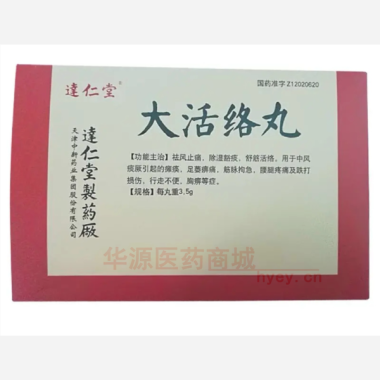 達仁堂®
国药准字Z12020620
大活络丸
達仁堂製药廠
天津中新药业集团股份有限公司
【功能主治】祛风止痛，除湿豁痰，舒筋活络。用于中风
痰厥引起的瘫痪，足萎痹痛，筋脉拘急，腰腿疼痛及跌打
损伤，行走不便，胸痹等症。
【规格】每丸重3.5g
华源医药商城
hyey.cn